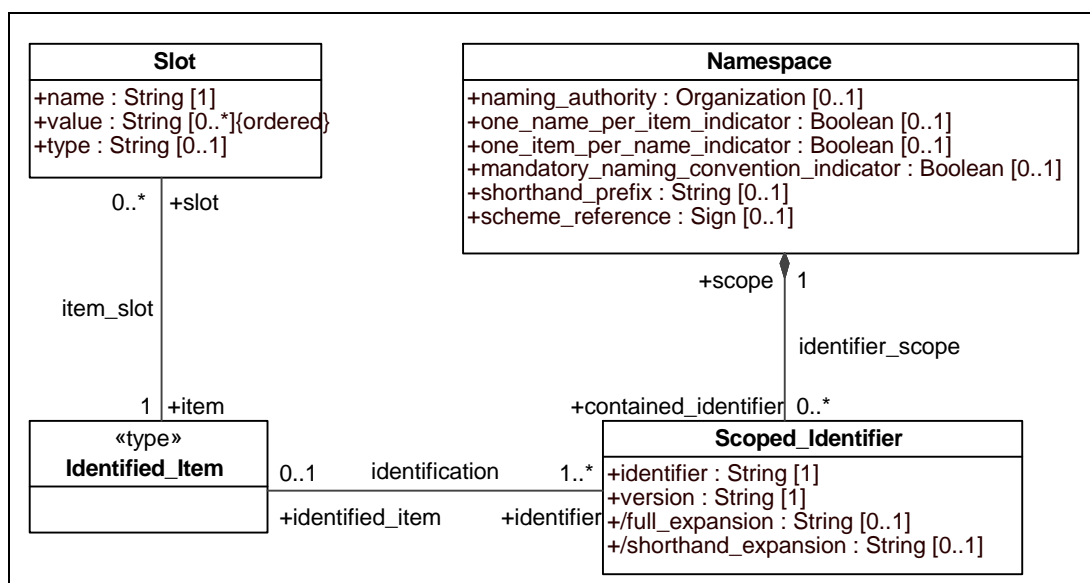 Slot
+name : String [1]
+value : String [0..*]{ordered}
+type : String [0..1]
Namespace
+naming_authority : Organization [0..1]
+one_name_per_item_indicator : Boolean [0..1]
+one_item_per_name_indicator : Boolean [0..1]
+mandatory_naming_convention_indicator : Boolean [0..1]
+shorthand_prefix : String [0..1]
+scheme_reference : Sign [0..1]
0..* +slot
+scope 1
item_slot
identifier_scope
1 +item
+contained_identifier 0..*
«type»
Identified_Item
0..1 identification 1..*
+identified_item +identifier
Scoped_Identifier
+identifier : String [1]
+version : String [1]
+/full_expansion : String [0..1]
+/shorthand_expansion : String [0..1]